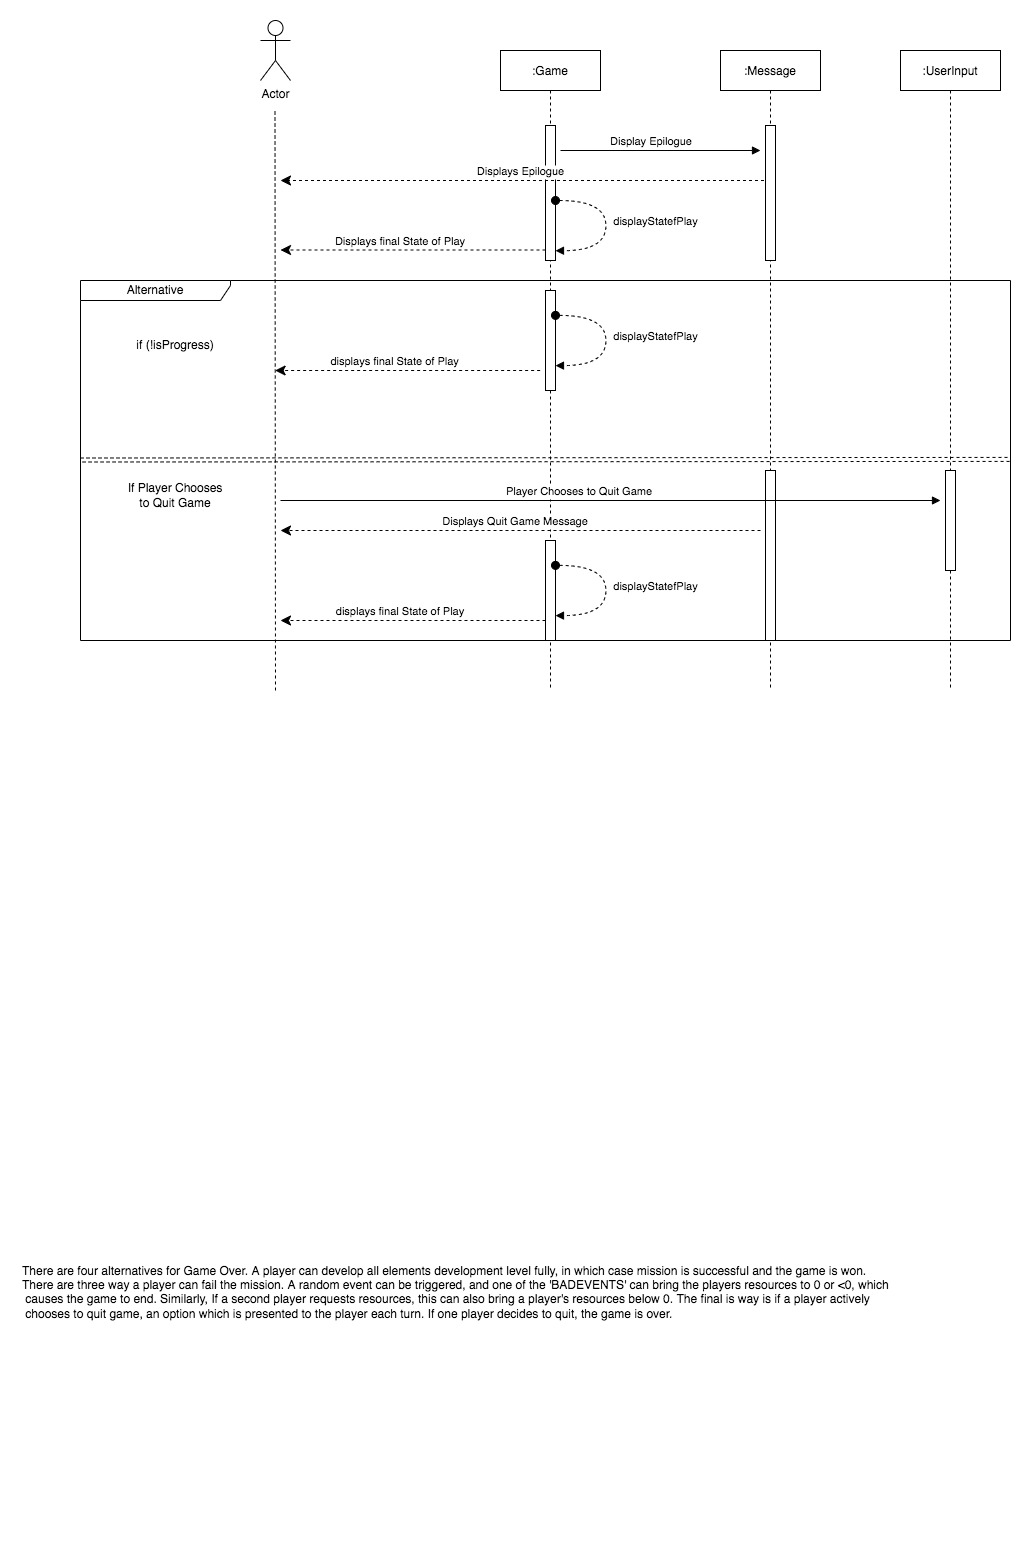 Actor
:Game
:Message
:UserInput
Display Epilogue
Displays Epilogue
displayStatefPlay
Displays final State of Play
Alternative
if (!isProgress)
displayStatefPlay
displays final State of Play
If Player Chooses
to Quit Game
Player Chooses to Quit Game
Displays Quit Game Message
displayStatefPlay
displays final State of Play
There are four alternatives for Game Over. A player can develop all elements development level fully, in which case mission is successful and the game is won.
There are three way a player can fail the mission. A random event can be triggered, and one of the 'BADEVENTS' can bring the players resources to 0 or <0, which
causes the game to end. Similarly, If a second player requests resources, this can also bring a player's resources below 0. The final is way is if a player actively
chooses to quit game, an option which is presented to the player each turn. If one player decides to quit, the game is over.